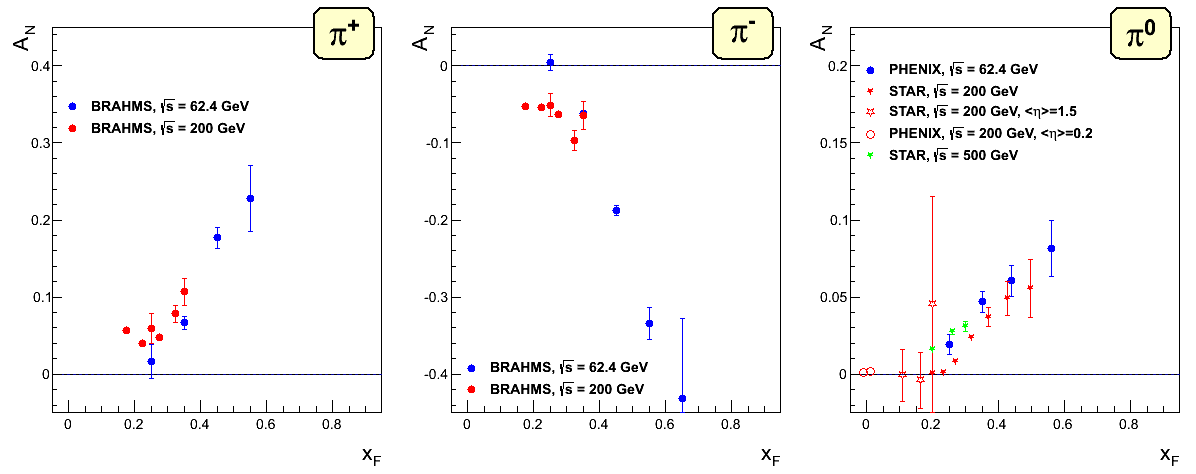 A_N
π⁺
0.4
0.3
0.2
0.1
0
BRAHMS, √s = 62.4 GeV
BRAHMS, √s = 200 GeV
0 0.2 0.4 0.6 0.8
x_F
A_N
π⁻
0
-0.1
-0.2
-0.3
-0.4
BRAHMS, √s = 62.4 GeV
BRAHMS, √s = 200 GeV
0 0.2 0.4 0.6 0.8
x_F
A_N
π⁰
0.2
0.15
0.1
0.05
0
PHENIX, √s = 62.4 GeV
STAR, √s = 200 GeV
STAR, √s = 200 GeV, <η>=1.5
PHENIX, √s = 200 GeV, <η>=0.2
STAR, √s = 500 GeV
0 0.2 0.4 0.6 0.8
x_F